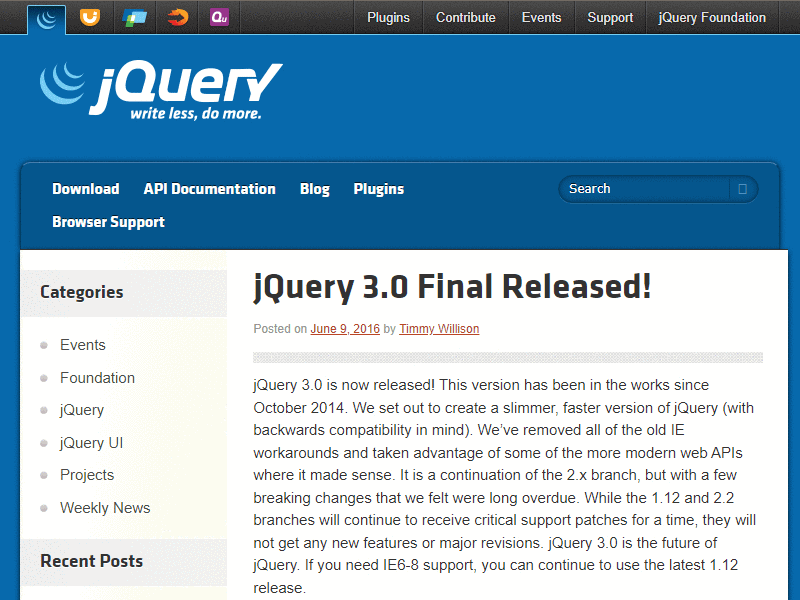 Qu
Plugins Contribute Events Support jQuery Foundation
jQuery
write less, do more.
Download API Documentation Blog Plugins
Search
Browser Support
Categories
Events
Foundation
jQuery
jQuery UI
Projects
Weekly News
Recent Posts
jQuery 3.0 Final Released!
Posted on June 9, 2016 by Timmy Willison
jQuery 3.0 is now released! This version has been in the works since
October 2014. We set out to create a slimmer, faster version of jQuery (with
backwards compatibility in mind). We’ve removed all of the old IE
workarounds and taken advantage of some of the more modern web APIs
where it made sense. It is a continuation of the 2.x branch, but with a few
breaking changes that we felt were long overdue. While the 1.12 and 2.2
branches will continue to receive critical support patches for a time, they will
not get any new features or major revisions. jQuery 3.0 is the future of
jQuery. If you need IE6-8 support, you can continue to use the latest 1.12
release.